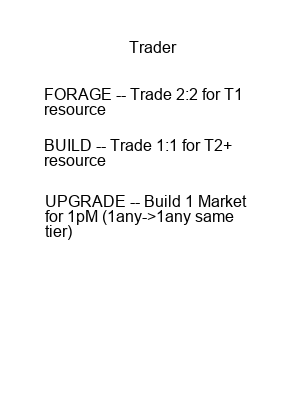 Trader
FORAGE -- Trade 2:2 for T1
resource
BUILD -- Trade 1:1 for T2+
resource
UPGRADE -- Build 1 Market
for 1pM (1any->1any same
tier)